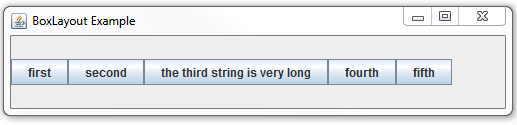 BoxLayout Example
first second the third string is very long fourth fifth